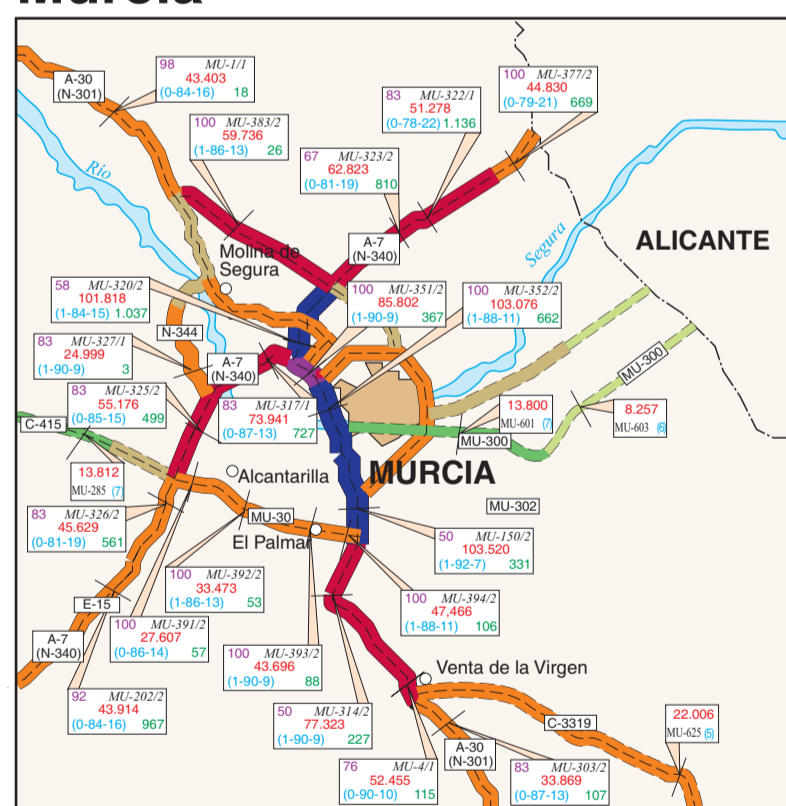 Murcia
A-30
(N-301)
98 MU-1/1
43.403
(0-84-16) 18
100 MU-383/2
59.736
(1-86-13) 26
83 MU-322/1
51.278
(0-78-22) 1.136
100 MU-377/2
44.830
(0-79-21) 669
67 MU-323/2
62.823
(0-81-19) 810
Río
Segura
ALICANTE
A-7
(N-340)
Molina de
Segura
58 MU-320/2
101.818
(1-84-15) 1.037
100 MU-351/2
85.802
(1-90-9) 367
100 MU-352/2
103.076
(1-88-11) 662
N-344
83 MU-327/1
24.999
(1-90-9) 3
A-7
(N-340)
MU-300
83 MU-325/2
55.176
(0-85-15) 499
83 MU-317/1
73.941
(0-87-13) 727
13.800
MU-601 (7)
8.257
MU-603 (6)
C-415
MU-300
13.812
MU-285 (7)
Alcantarilla
MURCIA
MU-302
83 MU-326/2
45.629
(0-81-19) 561
MU-30
El Palmar
50 MU-150/2
103.520
(1-92-7) 331
100 MU-392/2
33.473
(1-86-13) 53
E-15
100 MU-394/2
47,466
(1-88-11) 106
A-7
(N-340)
100 MU-391/2
27.607
(0-86-14) 57
100 MU-393/2
43.696
(1-90-9) 88
Venta de la Virgen
92 MU-202/2
43.914
(0-84-16) 967
50 MU-314/2
77.323
(1-90-9) 227
C-3319
22.006
MU-625 (5)
A-30
(N-301)
76 MU-4/1
52.455
(0-90-10) 115
83 MU-303/2
33.869
(0-87-13) 107